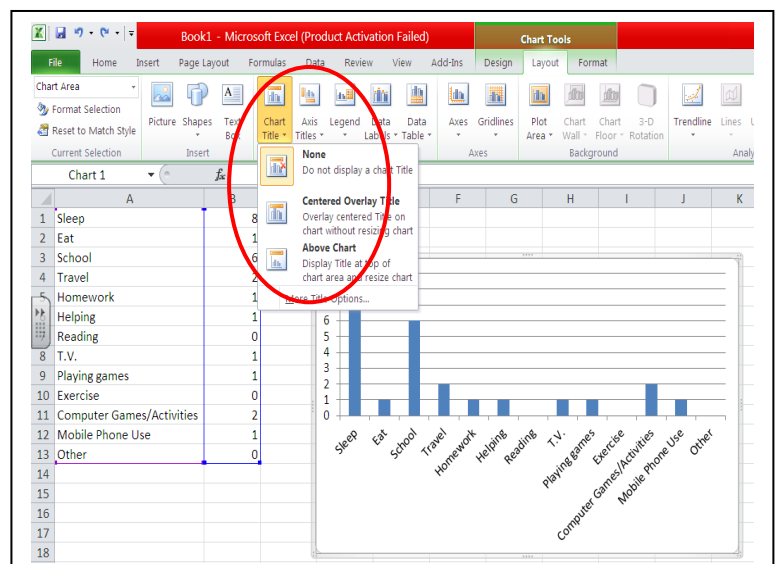 Book1 - Microsoft Excel (Product Activation Failed)
Chart Tools
File Home Insert Page Layout Formulas Data Review View Add-Ins Design Layout Format
Chart Area
Format Selection
Reset to Match Style
Current Selection
Picture Shapes Text Box
Insert
Chart Title Axis Titles Legend Data Labels Data Table
Axes Gridlines
Axes
Plot Area Chart Wall Chart Floor 3-D Rotation
Background
Trendline Lines
Analy
Chart 1
fx
None
Do not display a chart Title
Centered Overlay Title
Overlay centered Title on
chart without resizing chart
Above Chart
Display Title at top of
chart area and resize chart
More Title Options...
A B F G H I J K
1 Sleep 8
2 Eat 1
3 School 6
4 Travel 2
5 Homework 1
Helping 1
Reading 0
8 T.V. 1
9 Playing games 1
10 Exercise 0
11 Computer Games/Activities 2
12 Mobile Phone Use 1
13 Other 0
14
15
16
17
18
6
5
4
3
2
1
0
Sleep
Eat
School
Travel
Homework
Helping
Reading
T.V.
Playing games
Exercise
Computer Games/Activities
Mobile Phone Use
Other